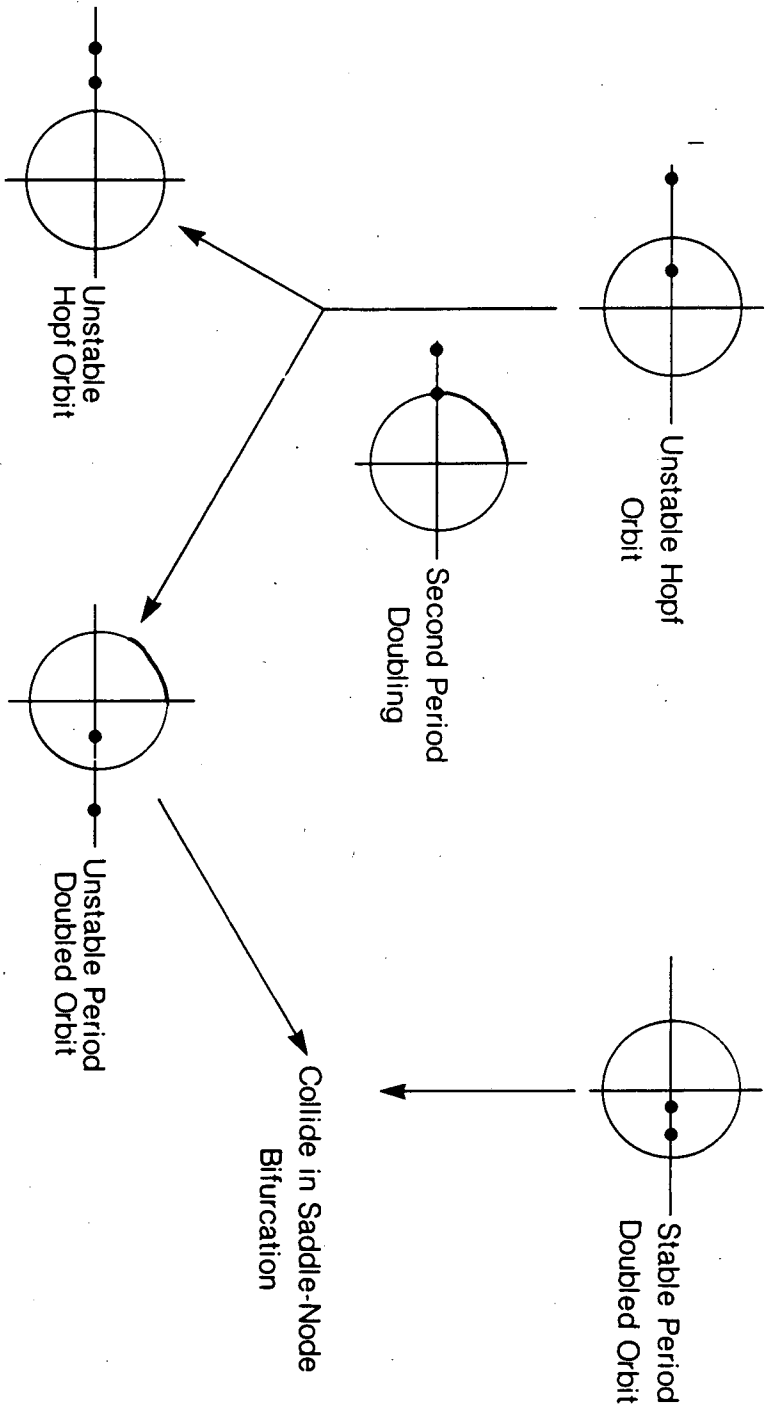 Unstable Hopf
Orbit
Stable Period
Doubled Orbit
Second Period
Doubling
Collide in Saddle-Node
Bifurcation
Unstable
Hopf Orbit
Unstable Period
Doubled Orbit